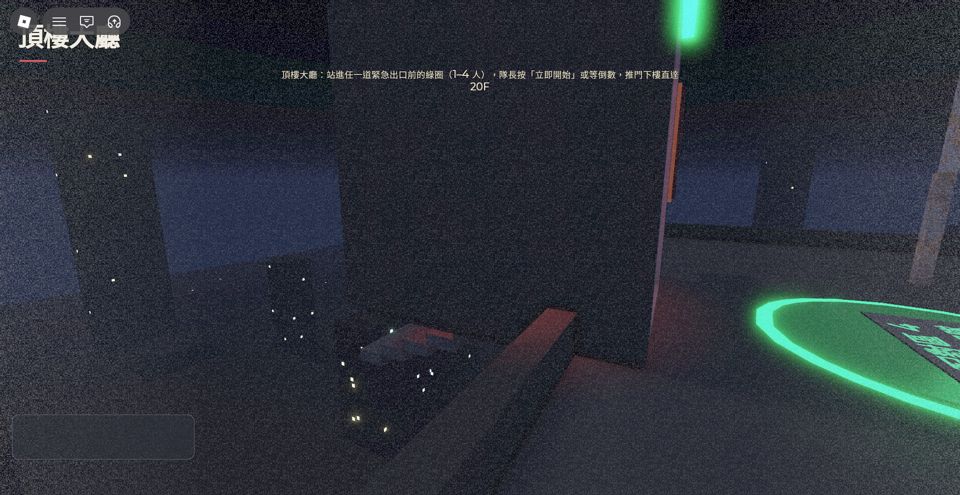 頂樓大廳
頂樓大廳：站進任一道緊急出口前的綠圈（1–4 人），隊長按「立即開始」或等倒數，推門下樓直達
20F